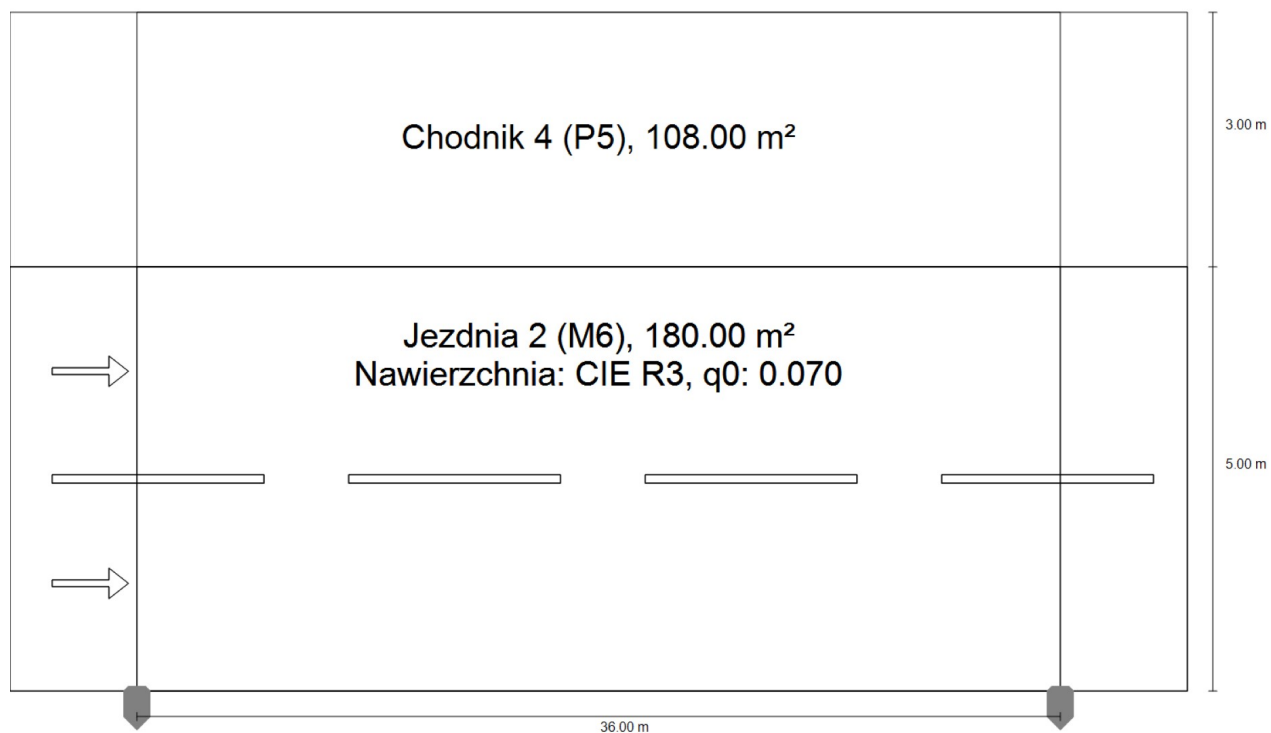 Chodnik 4 (P5), 108.00 m²
3.00 m
Jezdnia 2 (M6), 180.00 m²
Nawierzchnia: CIE R3, q0: 0.070
5.00 m
36.00 m